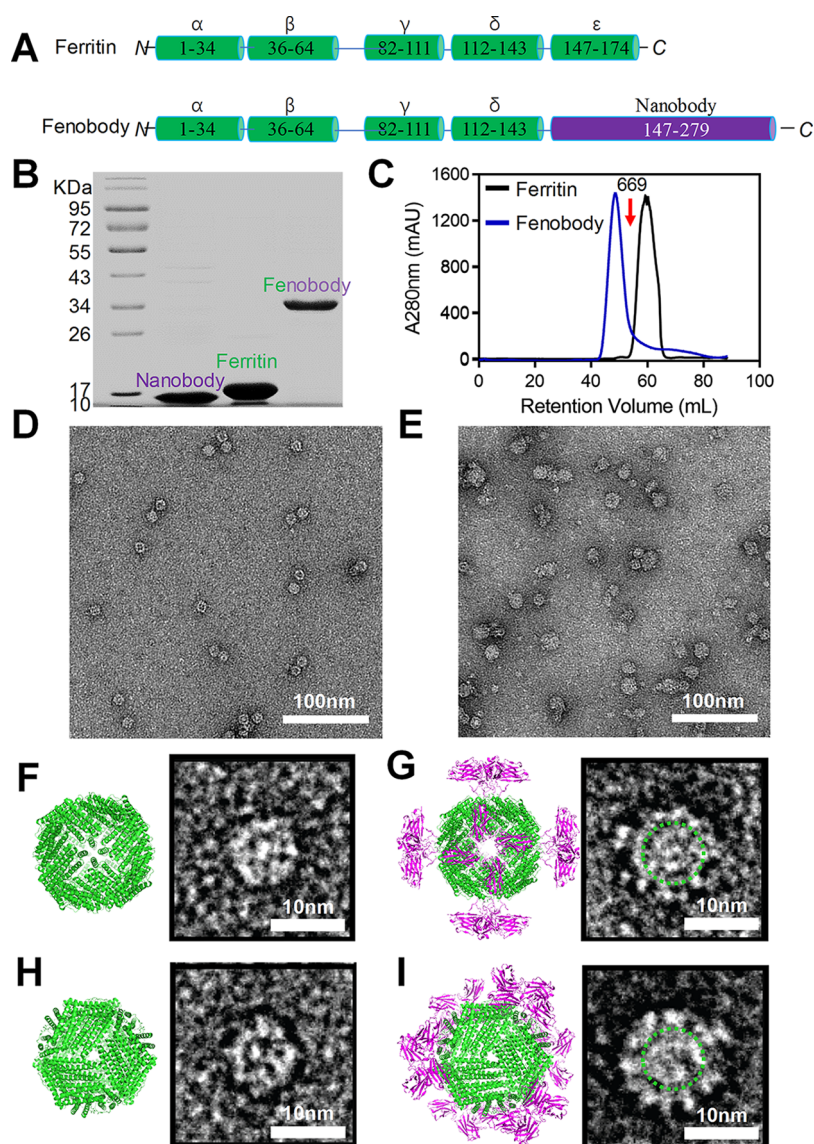 A
α β γ δ ε
Ferritin N 1-34 36-64 82-111 112-143 147-174 C
α β γ δ Nanobody
Fenobody N 1-34 36-64 82-111 112-143 147-279 C
B
KDa
95
72
55
43
34
26
17
10
Nanobody
Ferritin
Fenobody
C
A280nm (mAU)
1600
1200
800
400
0
Ferritin
Fenobody
669
0 20 40 60 80 100
Retention Volume (mL)
D
100nm
E
100nm
F
10nm
G
10nm
H
10nm
I
10nm